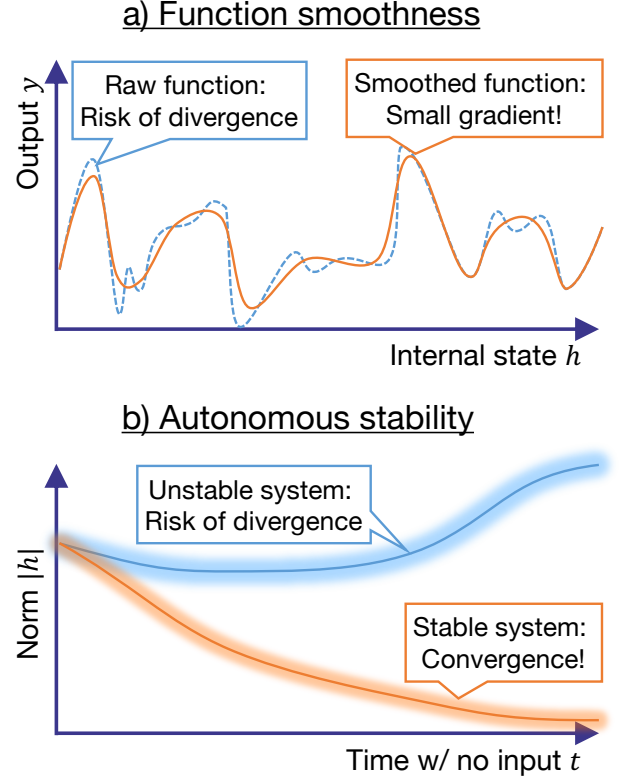 a) Function smoothness
Output y
Raw function:
Risk of divergence
Smoothed function:
Small gradient!
Internal state h
b) Autonomous stability
Norm |h|
Unstable system:
Risk of divergence
Stable system:
Convergence!
Time w/ no input t